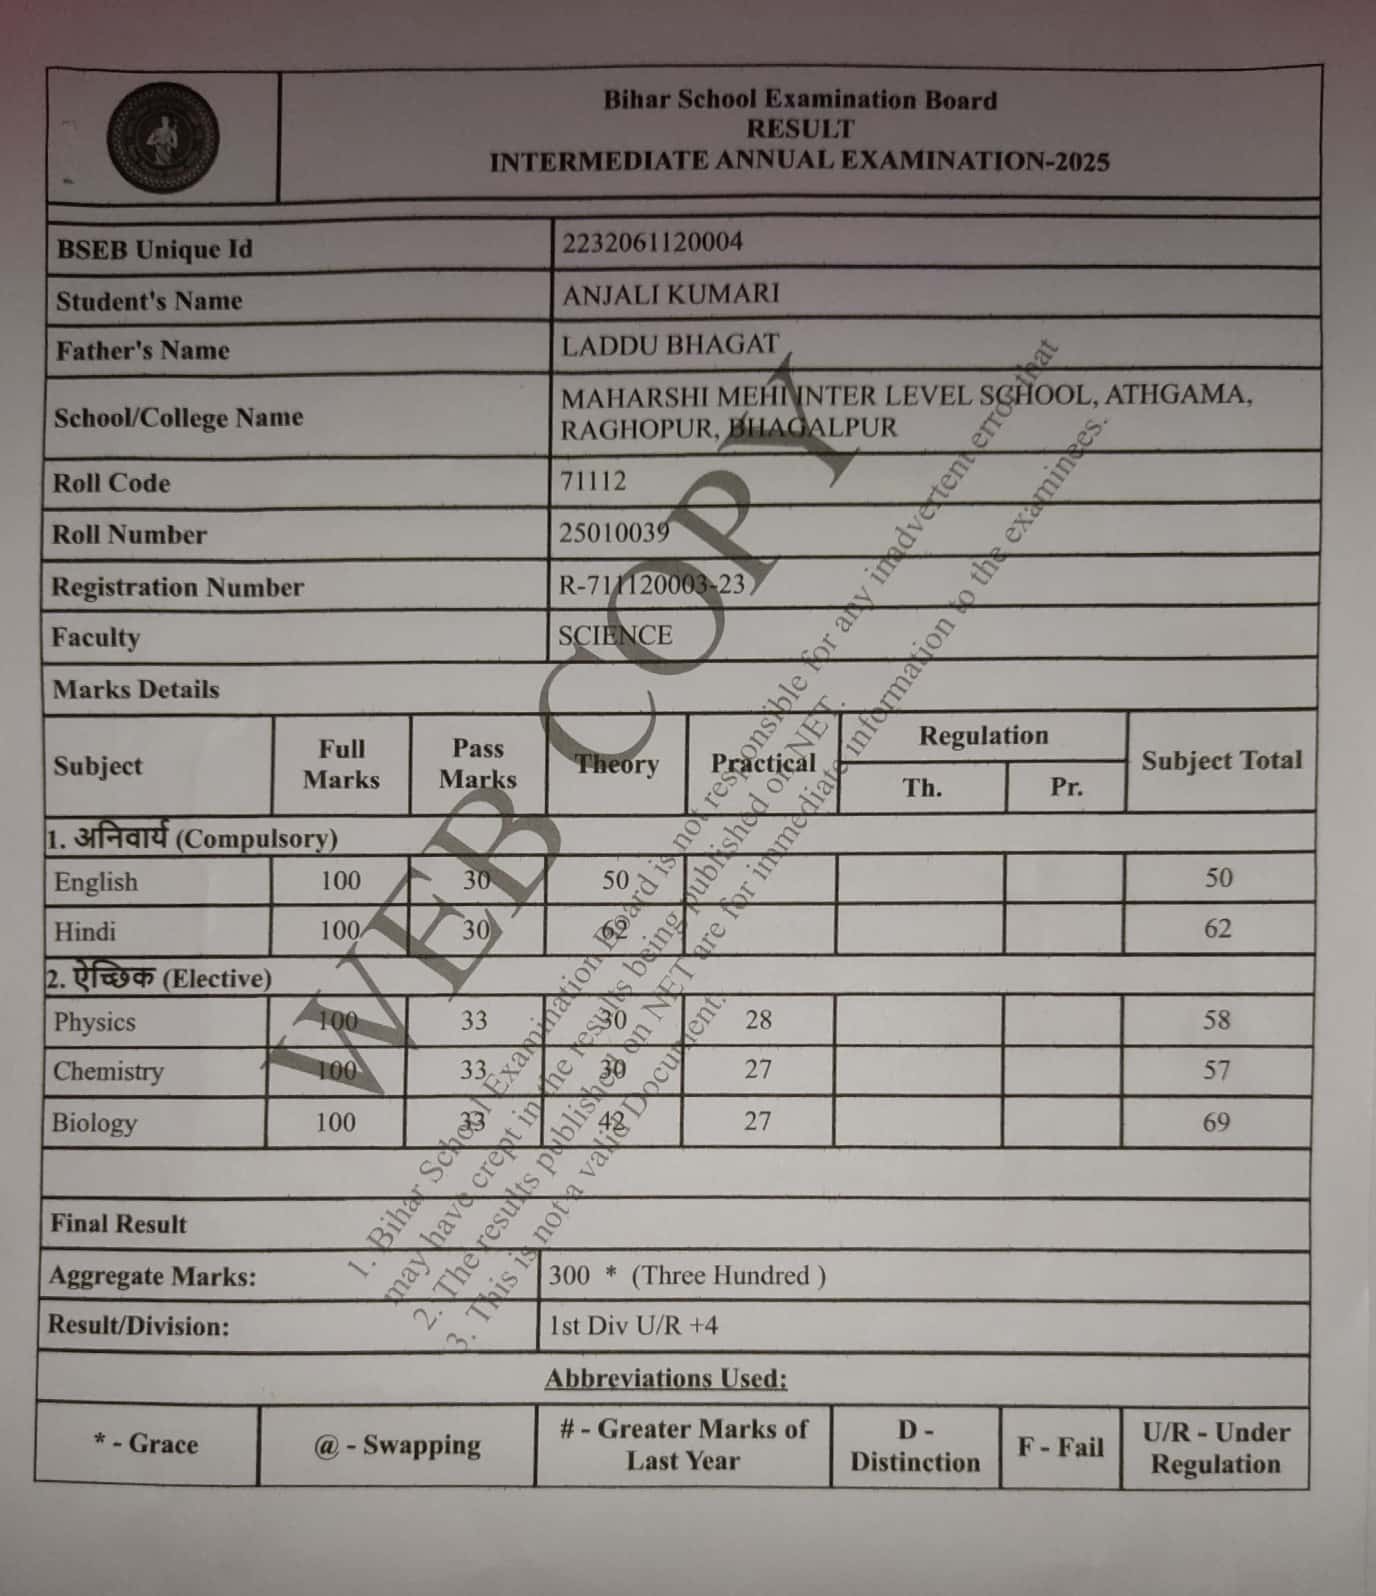 Bihar School Examination Board
RESULT
INTERMEDIATE ANNUAL EXAMINATION-2025
BSEB Unique Id 2232061120004
Student's Name ANJALI KUMARI
Father's Name LADDU BHAGAT
School/College Name MAHARSHI MEHI INTER LEVEL SCHOOL, ATHGAMA,
RAGHOPUR, BHAGALPUR
Roll Code 71112
Roll Number 25010039
Registration Number R-711120003-23
Faculty SCIENCE
Marks Details
Subject Full Marks Pass Marks Theory Practical Regulation Th. Pr. Subject Total
1. अनिवार्य (Compulsory)
English 100 30 50 50
Hindi 100 30 62 62
2. ऐच्छिक (Elective)
Physics 100 33 30 28 58
Chemistry 100 33 30 27 57
Biology 100 33 42 27 69
Final Result
Aggregate Marks: 300 * (Three Hundred )
Result/Division: 1st Div U/R +4
Abbreviations Used:
* - Grace @ - Swapping # - Greater Marks of Last Year D - Distinction F - Fail U/R - Under Regulation
WEB COPY
1. Bihar School Examination Board is not responsible for any inadvertent error that
may have crept in the results being published on NET.
2. The results published on NET are for immediate information to the examinees.
3. This is not a valid Document.